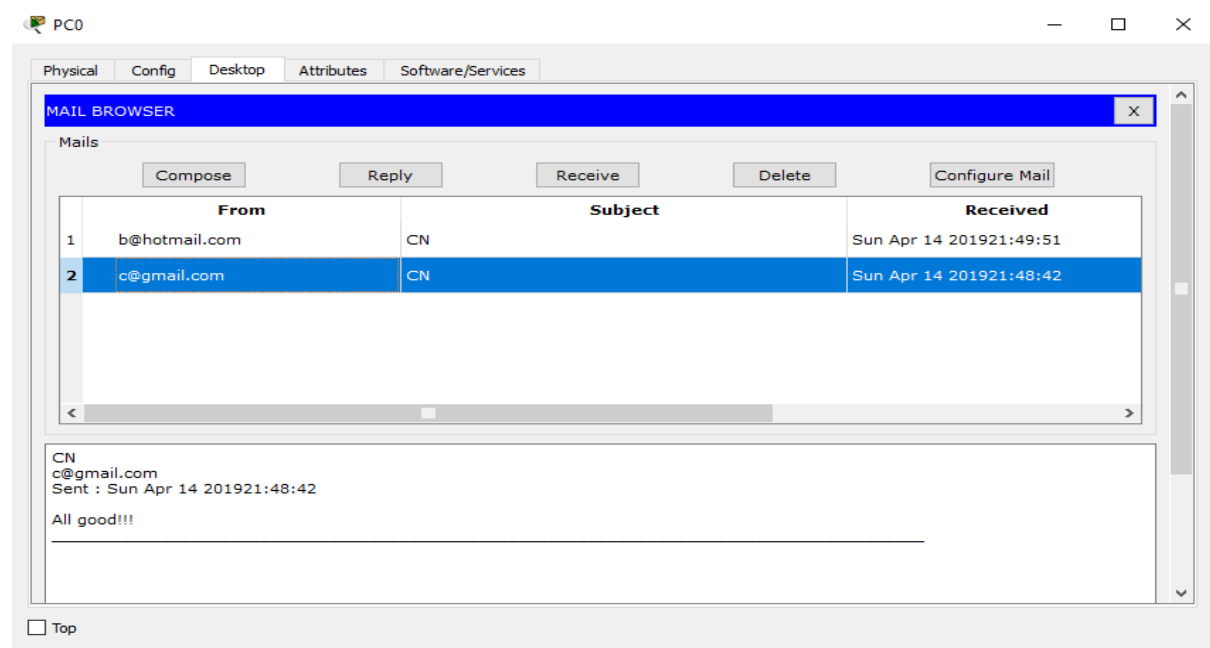 PC0
Physical Config Desktop Attributes Software/Services
MAIL BROWSER X
Mails
Compose Reply Receive Delete Configure Mail
From Subject Received
1 b@hotmail.com CN Sun Apr 14 201921:49:51
2 c@gmail.com CN Sun Apr 14 201921:48:42
CN
c@gmail.com
Sent : Sun Apr 14 201921:48:42
All good!!!
Top